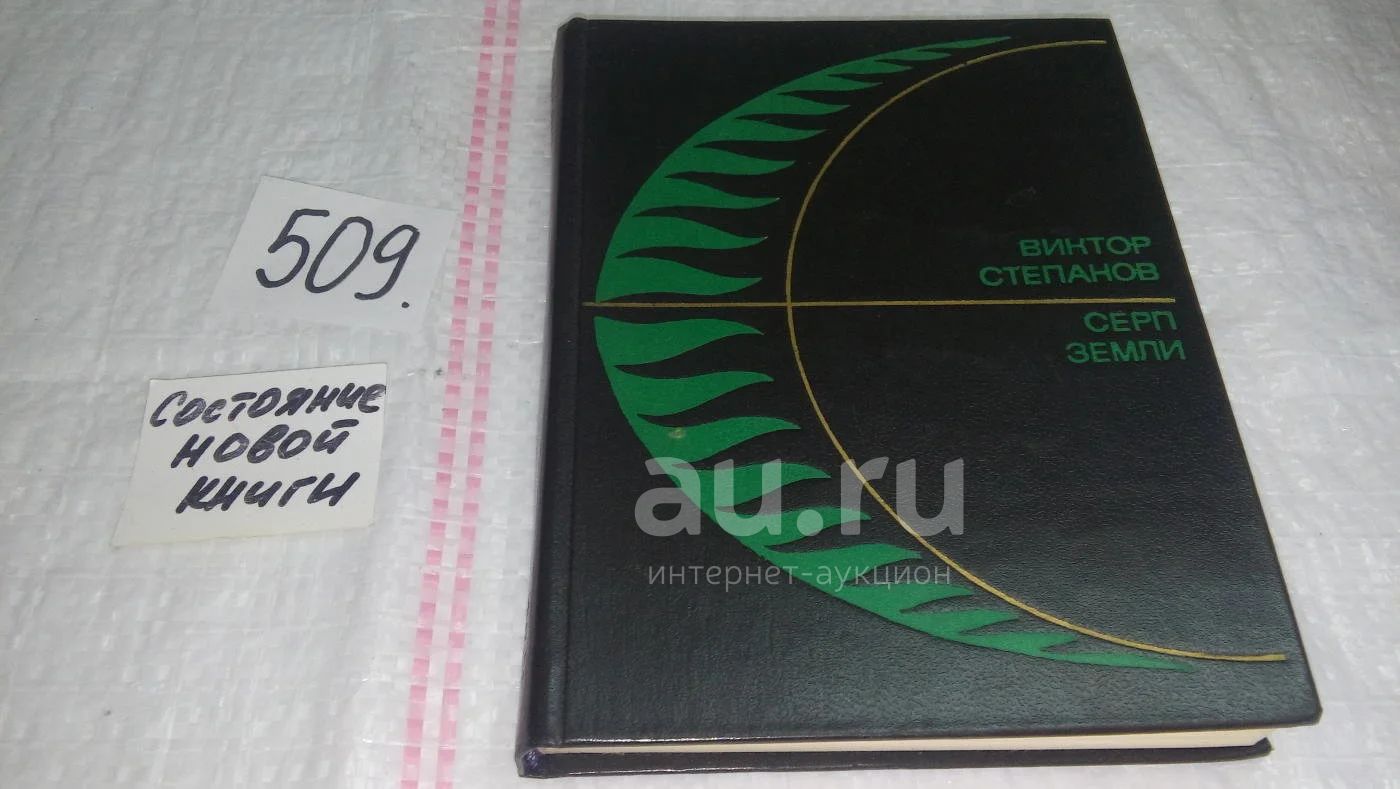 509.
Состояние
новой
книги
ВИКТОР
СТЕПАНОВ
СЕРП
ЗЕМЛИ
au.ru
интернет-аукцион